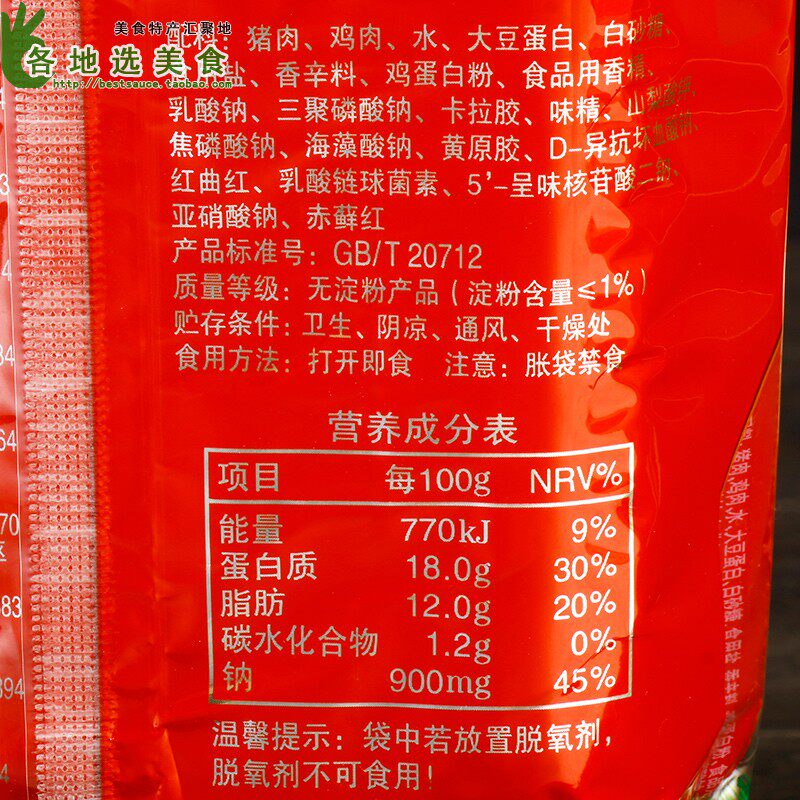 美食特产汇聚地
各地选美食
http://bestsauce.taobao.com
配料：猪肉、鸡肉、水、大豆蛋白、白砂糖、
盐、香辛料、鸡蛋白粉、食品用香精、
乳酸钠、三聚磷酸钠、卡拉胶、味精、山梨酸钾、
焦磷酸钠、海藻酸钠、黄原胶、D-异抗坏血酸钠、
红曲红、乳酸链球菌素、5'-呈味核苷酸二钠、
亚硝酸钠、赤藓红
产品标准号：GB/T 20712
质量等级：无淀粉产品（淀粉含量≤1%）
贮存条件：卫生、阴凉、通风、干燥处
食用方法：打开即食 注意：胀袋禁食
营养成分表
项目 每100g NRV%
能量 770kJ 9%
蛋白质 18.0g 30%
脂肪 12.0g 20%
碳水化合物 1.2g 0%
钠 900mg 45%
温馨提示：袋中若放置脱氧剂，
脱氧剂不可食用！